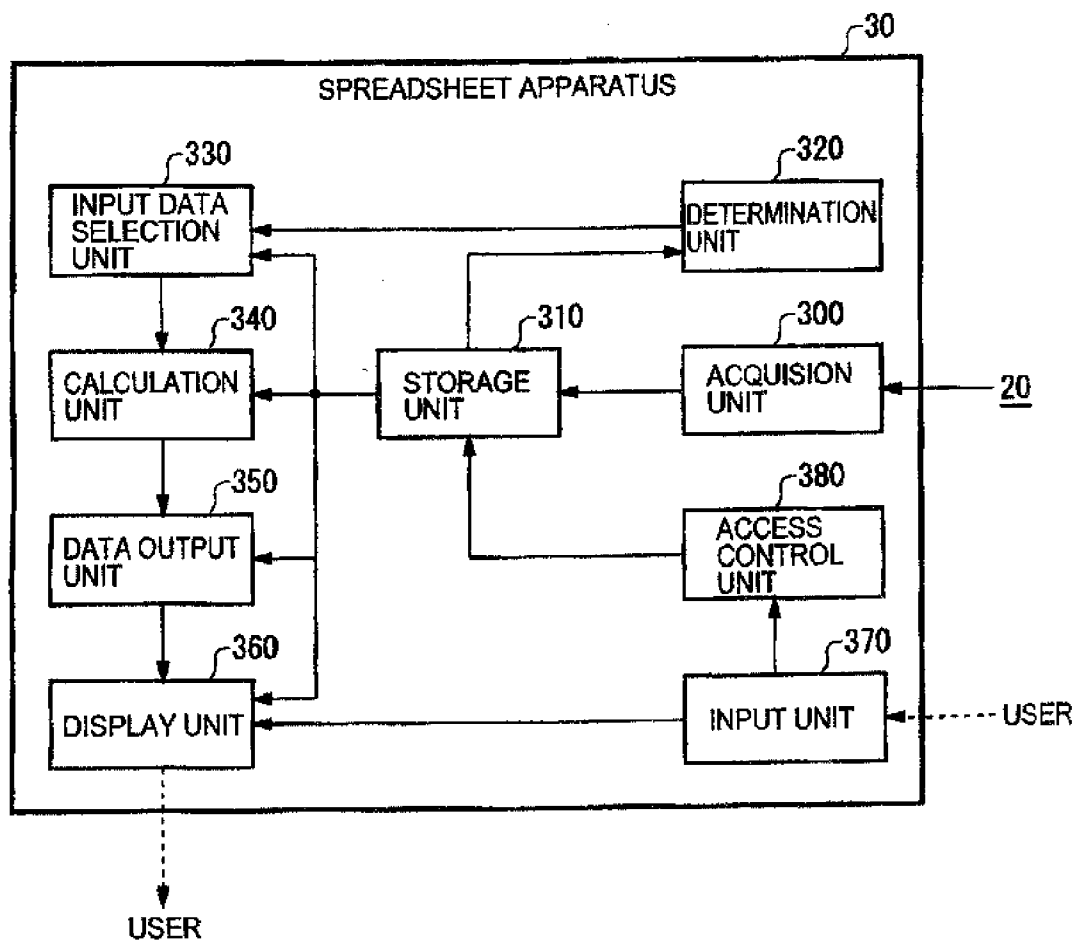 30
SPREADSHEET APPARATUS
330
INPUT DATA
SELECTION
UNIT
320
DETERMINATION
UNIT
340
CALCULATION
UNIT
310
STORAGE
UNIT
300
ACQUISION
UNIT
20
350
DATA OUTPUT
UNIT
380
ACCESS
CONTROL
UNIT
360
DISPLAY UNIT
370
INPUT UNIT
USER
USER